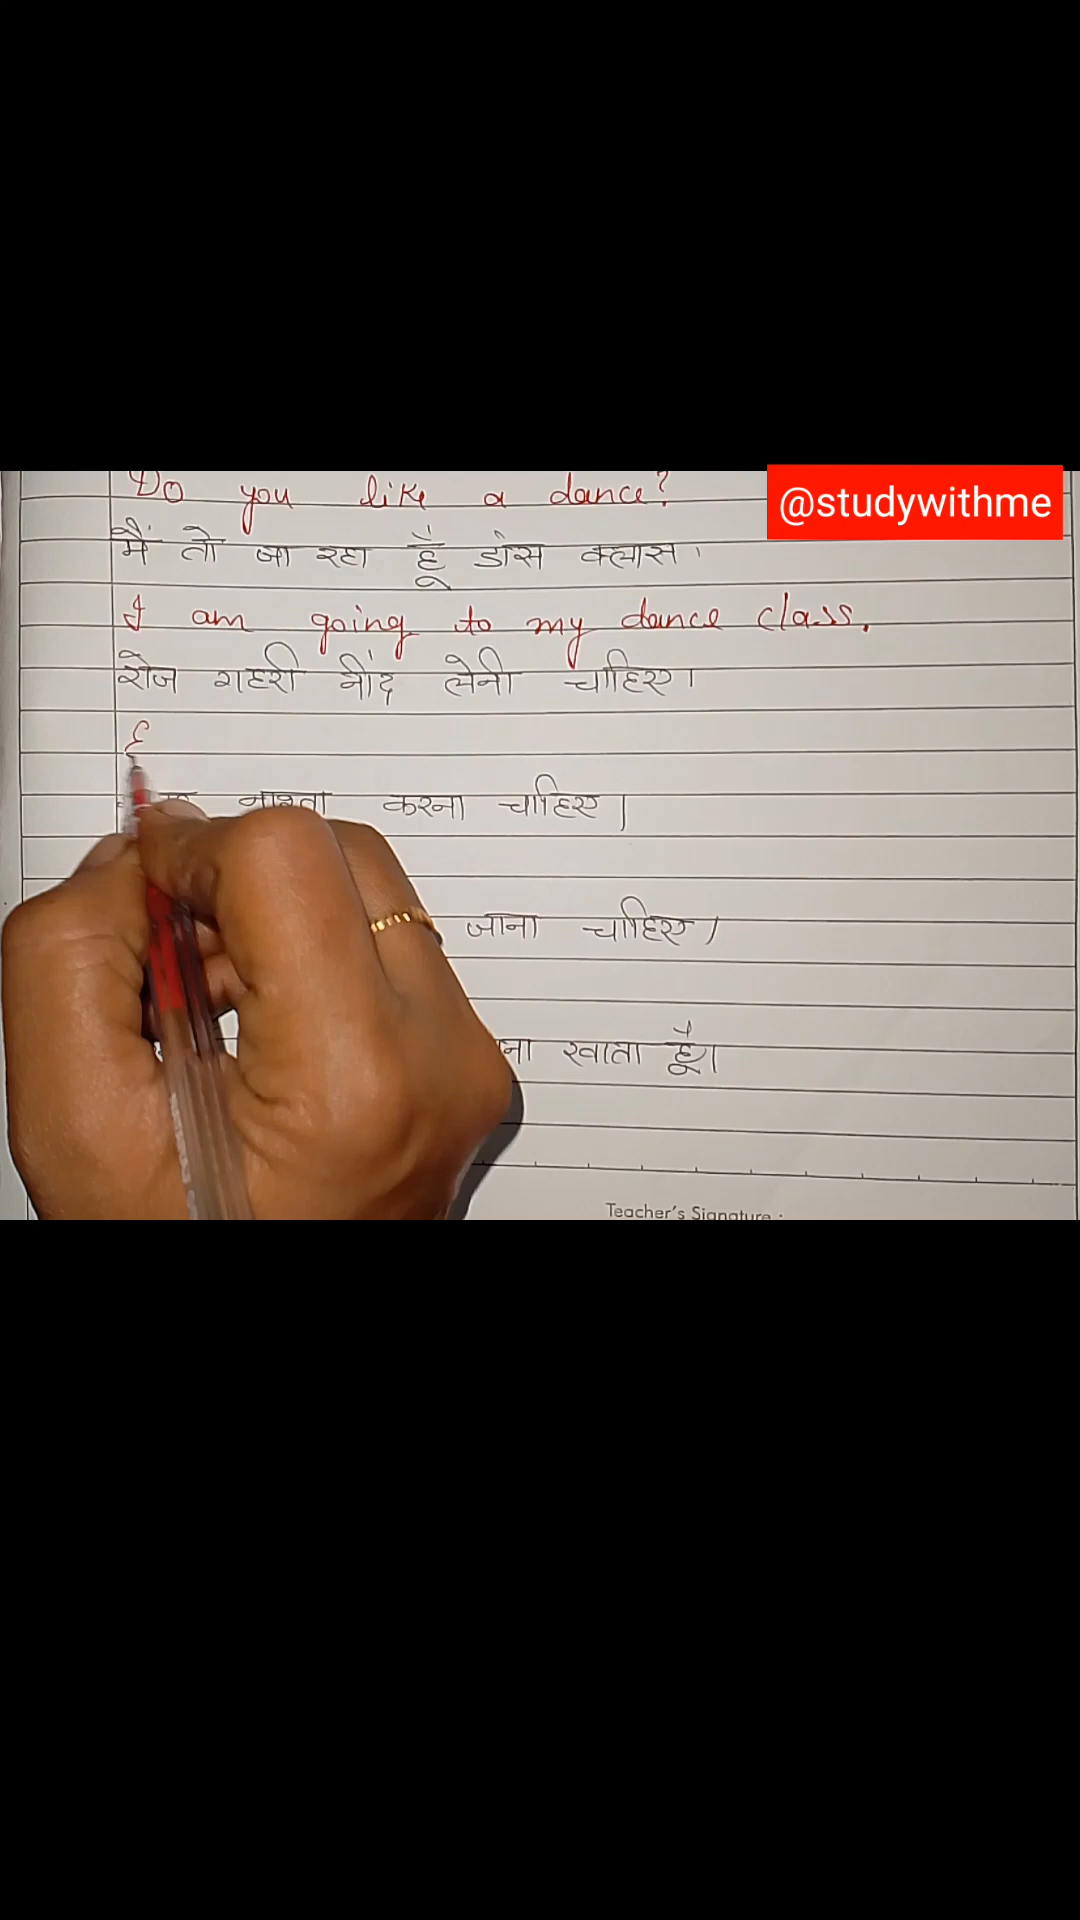 Do you like a dance?
@studywithme
मैं तो जा रहा हूँ डांस क्लास।
I am going to my dance class.
रोज गहरी नींद लेनी चाहिए।
नाश्ता करना चाहिए।
जाना चाहिए।
खाता हूँ।
Teacher's Signature :